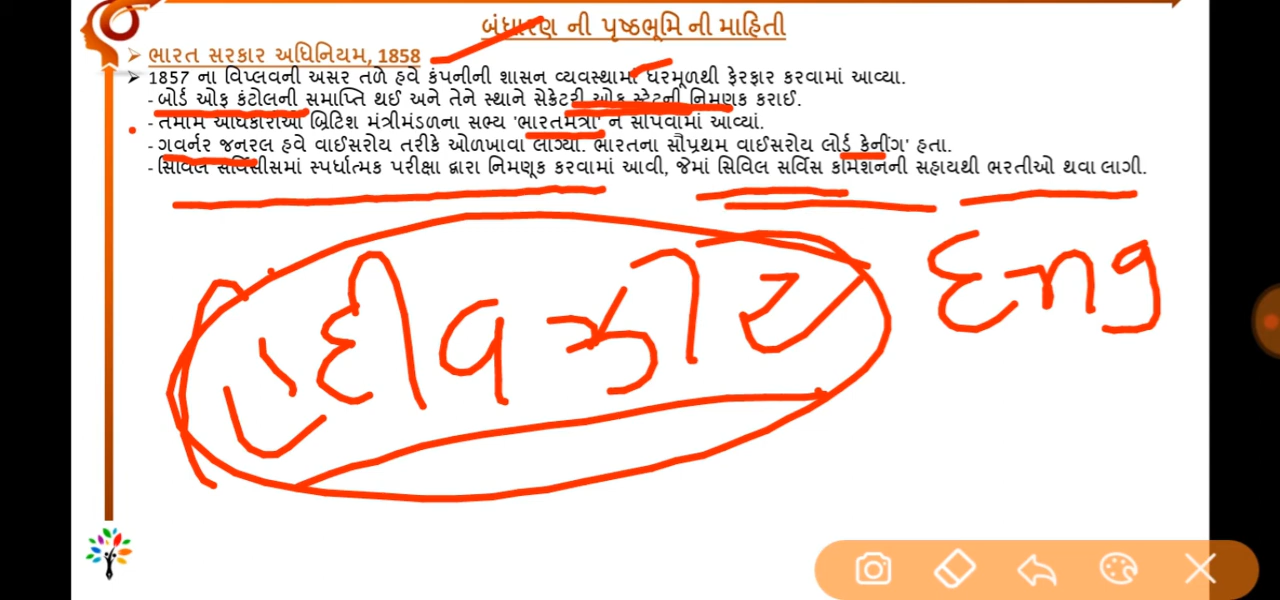 બંધારણ ની પૃષ્ઠભૂમિ ની માહિતી
ભારત સરકાર અધિનિયમ, 1858
1857 ના વિપ્લવની અસર તળે હવે કંપનીની શાસન વ્યવસ્થામાં ધરમૂળથી ફેરફાર કરવામાં આવ્યા.
- બોર્ડ ઓફ કંટોલની સમાપ્તિ થઈ અને તેને સ્થાને સેક્રેટરી ઓફ સ્ટેટની નિમણક કરાઈ.
- તમામ અધિકારીઓ બ્રિટિશ મંત્રીમંડળના સભ્ય 'ભારતમંત્રી' ને સોંપવામાં આવ્યાં.
- ગવર્નર જનરલ હવે વાઈસરોય તરીકે ઓળખાવા લાગ્યા. ભારતના સૌપ્રથમ વાઈસરોય લોર્ડ કેનીંગ' હતા.
- સિવિલ સર્વિસીસમાં સ્પર્ધાત્મક પરીક્ષા દ્વારા નિમણૂક કરવામાં આવી, જેમાં સિવિલ સર્વિસ કમિશનની સહાયથી ભરતીઓ થવા લાગી.